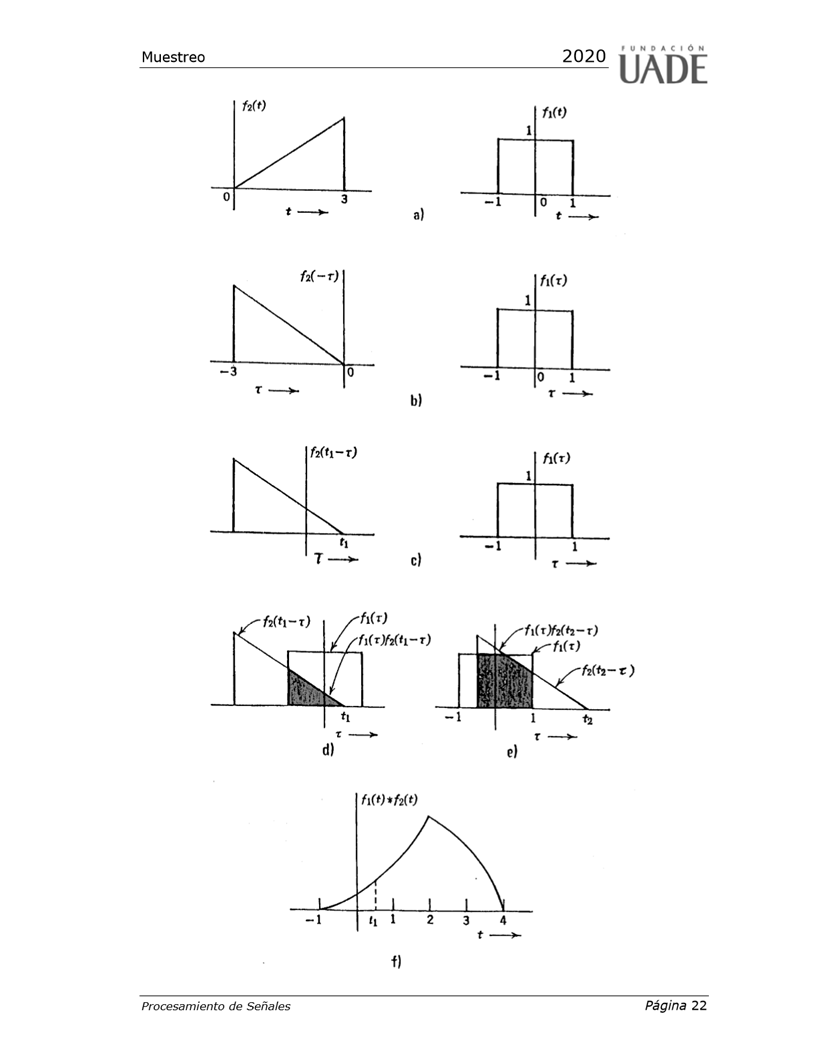 Muestreo
2020
FUNDACIÓN
UADE
f₂(t)
0
3
t
f₁(t)
1
−1
0
1
t
a)
f₂(−τ)
−3
0
τ
f₁(τ)
1
−1
0
1
τ
b)
f₂(t₁−τ)
t₁
τ
f₁(τ)
1
−1
1
τ
c)
f₂(t₁−τ)
f₁(τ)
f₁(τ)f₂(t₁−τ)
t₁
τ
d)
f₁(τ)f₂(t₂−τ)
f₁(τ)
f₂(t₂−τ)
−1
1
t₂
τ
e)
f₁(t)*f₂(t)
−1
t₁
1
2
3
4
t
f)
Procesamiento de Señales
Página 22